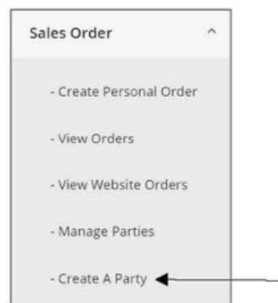 Sales Order
- Create Personal Order
- View Orders
- View Website Orders
- Manage Parties
- Create A Party